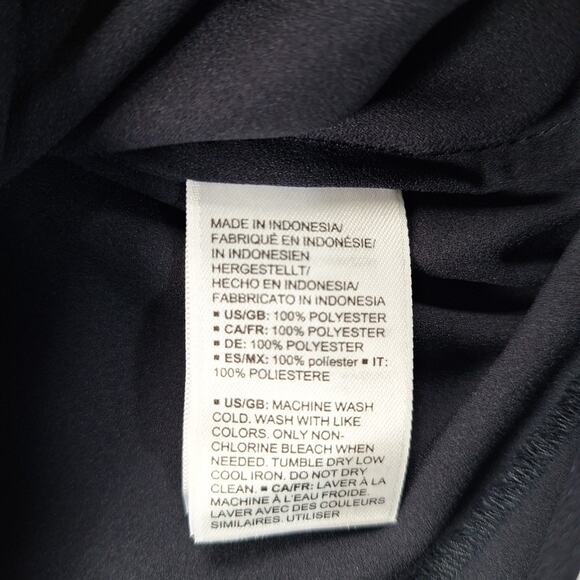 MADE IN INDONESIA/
FABRIQUÉ EN INDONÉSIE/
IN INDONESIEN
HERGESTELLT/
HECHO EN INDONESIA/
FABBRICATO IN INDONESIA
▪ US/GB: 100% POLYESTER
▪ CA/FR: 100% POLYESTER
▪ DE: 100% POLYESTER
▪ ES/MX: 100% poliester ▪ IT:
100% POLIESTERE
▪ US/GB: MACHINE WASH
COLD. WASH WITH LIKE
COLORS. ONLY NON-
CHLORINE BLEACH WHEN
NEEDED. TUMBLE DRY LOW
COOL IRON. DO NOT DRY
CLEAN. ▪ CA/FR: LAVER À LA
MACHINE À L'EAU FROIDE.
LAVER AVEC DES COULEURS
SIMILAIRES. UTILISER